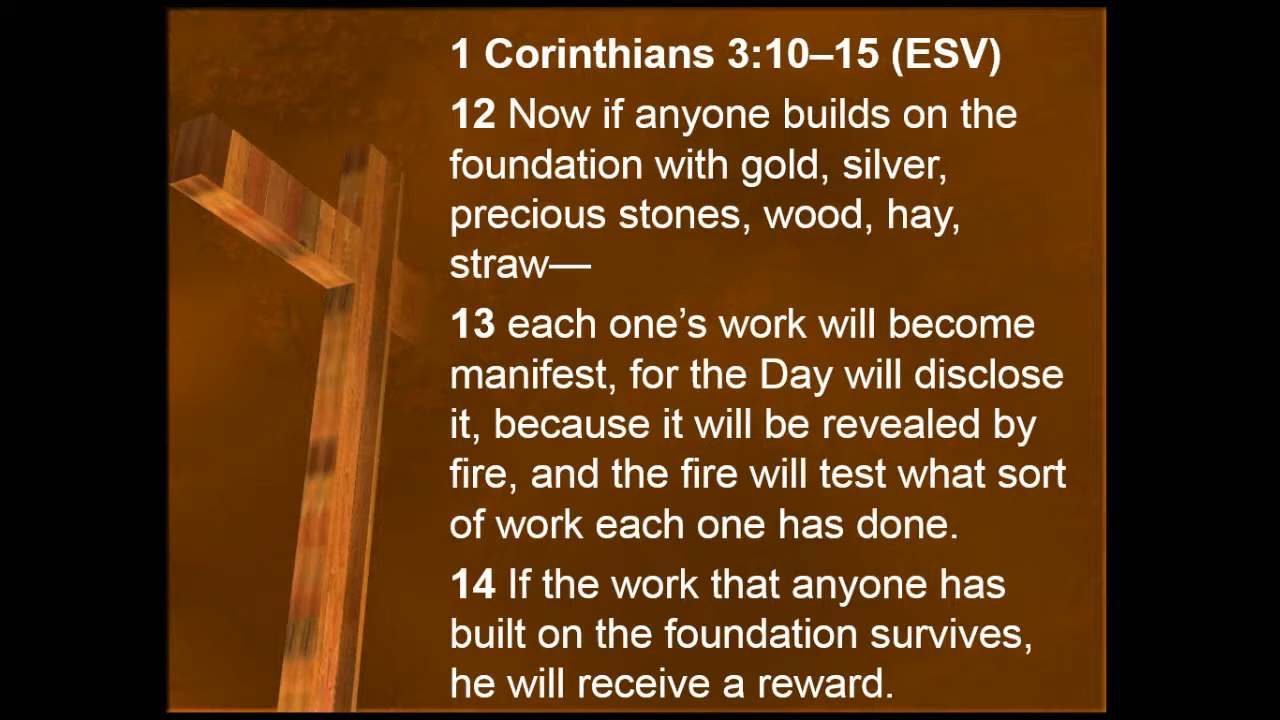 1 Corinthians 3:10–15 (ESV)
12 Now if anyone builds on the
foundation with gold, silver,
precious stones, wood, hay,
straw—
13 each one’s work will become
manifest, for the Day will disclose
it, because it will be revealed by
fire, and the fire will test what sort
of work each one has done.
14 If the work that anyone has
built on the foundation survives,
he will receive a reward.